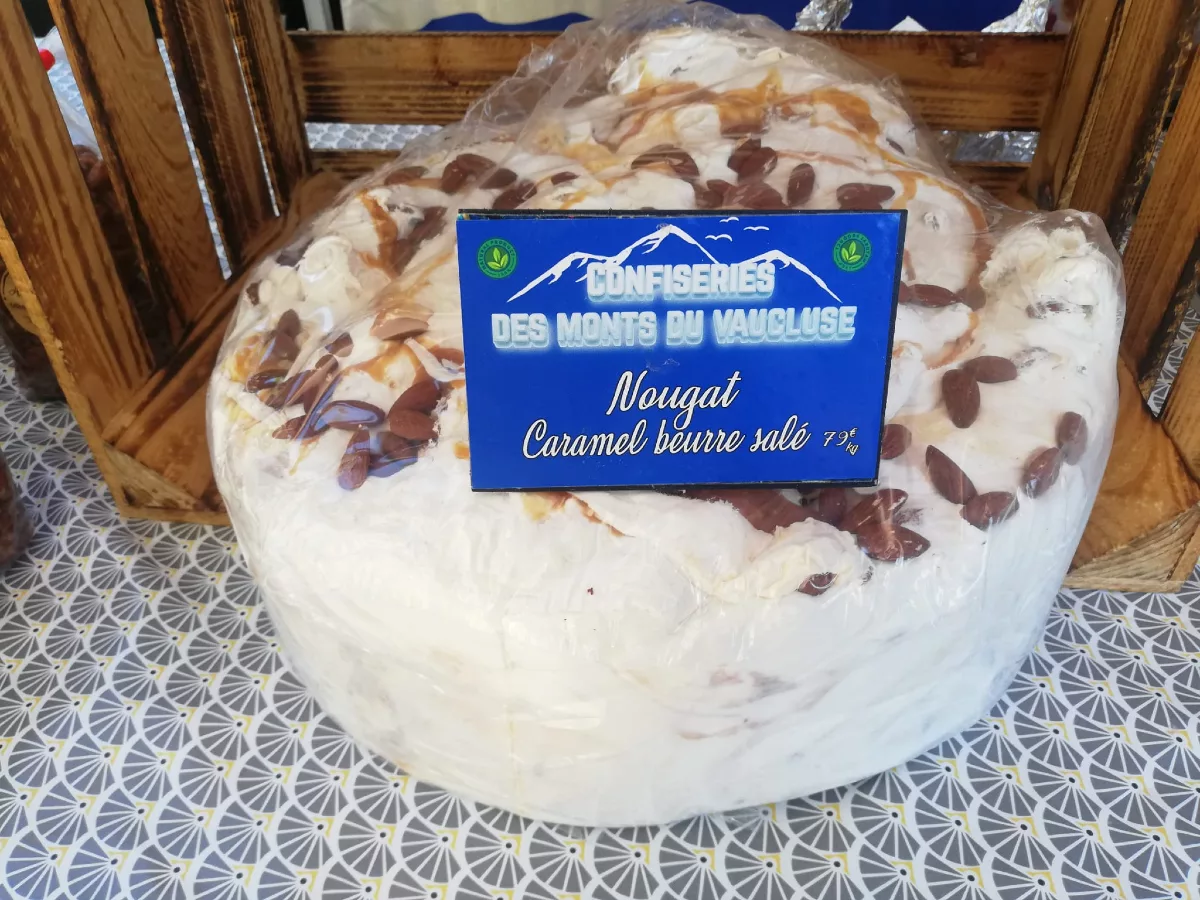 CONFISERIES
DES MONTS DU VAUCLUSE
Nougat
Caramel beurre salé 79€/kg